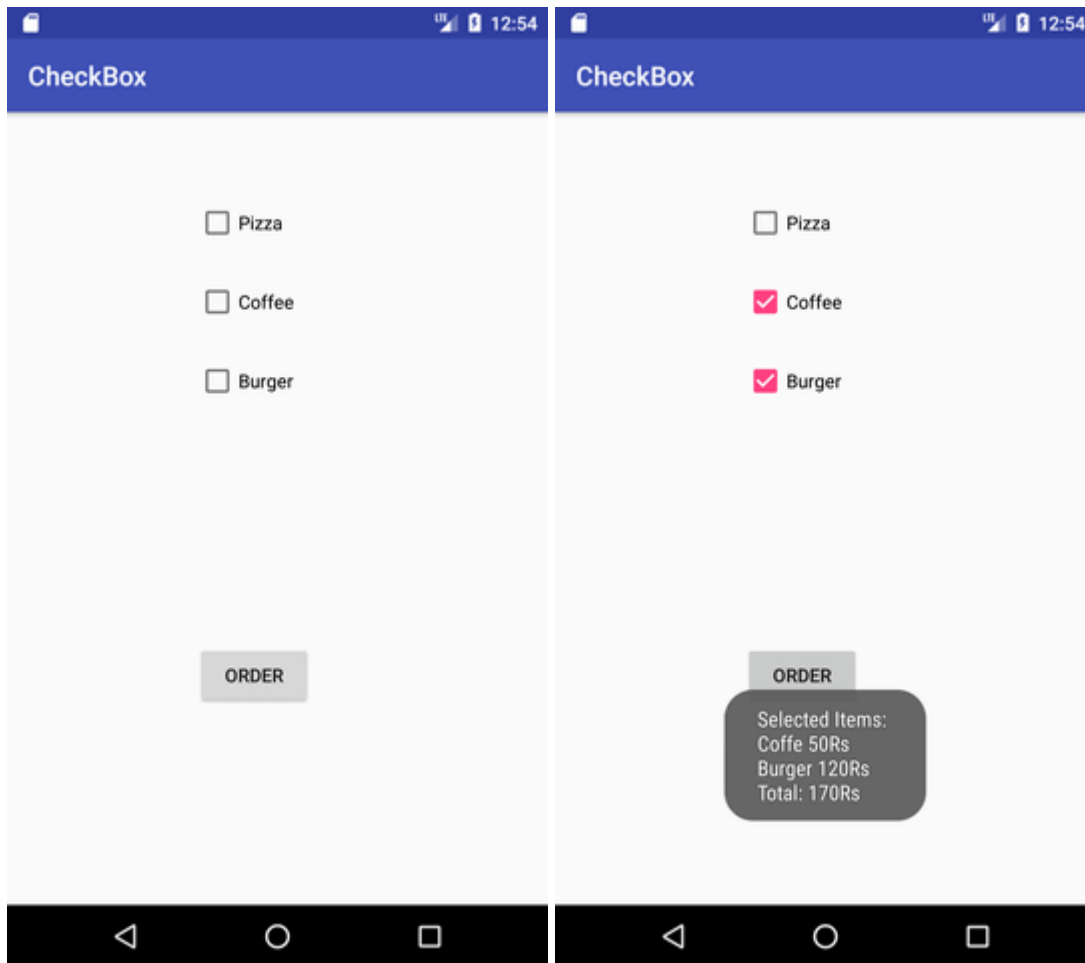 12:54
CheckBox
Pizza
Coffee
Burger
ORDER
12:54
CheckBox
Pizza
Coffee
Burger
ORDER
Selected Items:
Coffe 50Rs
Burger 120Rs
Total: 170Rs